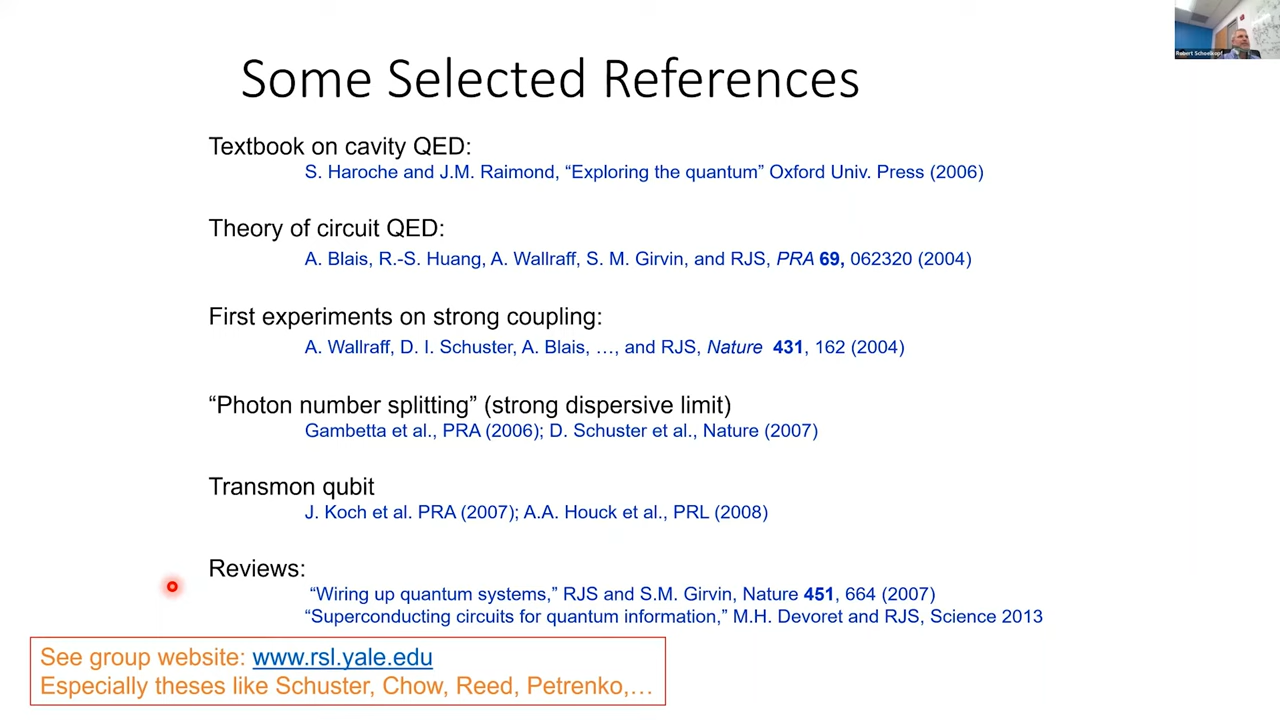 Some Selected References
Robert Schoelkopf
Textbook on cavity QED:
S. Haroche and J.M. Raimond, “Exploring the quantum” Oxford Univ. Press (2006)
Theory of circuit QED:
A. Blais, R.-S. Huang, A. Wallraff, S. M. Girvin, and RJS, PRA 69, 062320 (2004)
First experiments on strong coupling:
A. Wallraff, D. I. Schuster, A. Blais, …, and RJS, Nature 431, 162 (2004)
“Photon number splitting” (strong dispersive limit)
Gambetta et al., PRA (2006); D. Schuster et al., Nature (2007)
Transmon qubit
J. Koch et al. PRA (2007); A.A. Houck et al., PRL (2008)
Reviews:
“Wiring up quantum systems,” RJS and S.M. Girvin, Nature 451, 664 (2007)
“Superconducting circuits for quantum information,” M.H. Devoret and RJS, Science 2013
See group website: www.rsl.yale.edu
Especially theses like Schuster, Chow, Reed, Petrenko,…